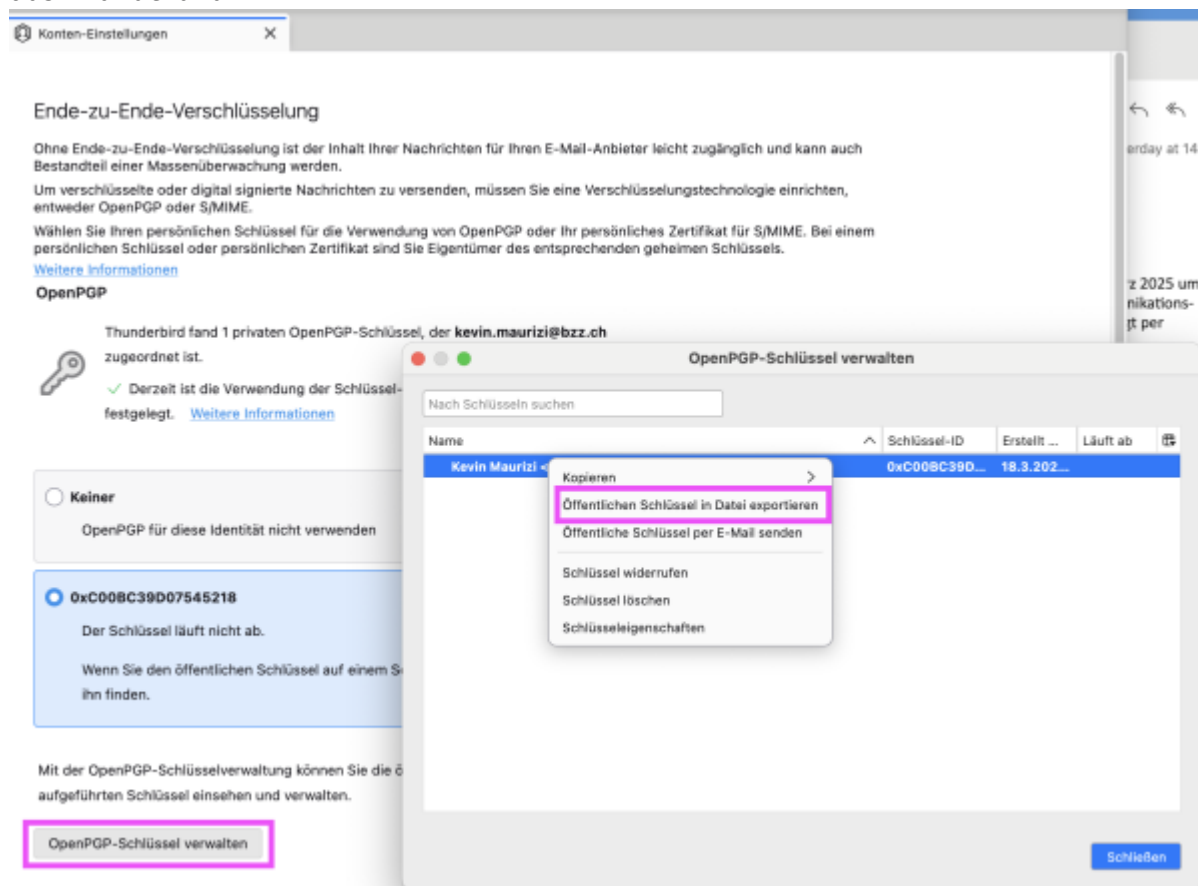 Konten-Einstellungen
Ende-zu-Ende-Verschlüsselung
Ohne Ende-zu-Ende-Verschlüsselung ist der Inhalt Ihrer Nachrichten für Ihren E-Mail-Anbieter leicht zugänglich und kann auch
Bestandteil einer Massenüberwachung werden.
Um verschlüsselte oder digital signierte Nachrichten zu versenden, müssen Sie eine Verschlüsselungstechnologie einrichten,
entweder OpenPGP oder S/MIME.
Wählen Sie Ihren persönlichen Schlüssel für die Verwendung von OpenPGP oder Ihr persönliches Zertifikat für S/MIME. Bei einem
persönlichen Schlüssel oder persönlichen Zertifikat sind Sie Eigentümer des entsprechenden geheimen Schlüssels.
Weitere Informationen
OpenPGP
Thunderbird fand 1 privaten OpenPGP-Schlüssel, der kevin.maurizi@bzz.ch
zugeordnet ist.
Derzeit ist die Verwendung der Schlüssel-
festgelegt. Weitere Informationen
Keiner
OpenPGP für diese Identität nicht verwenden
0xC00BC39D07545218
Der Schlüssel läuft nicht ab.
Wenn Sie den öffentlichen Schlüssel auf einem
ihn finden.
Mit der OpenPGP-Schlüsselverwaltung können Sie die
aufgeführten Schlüssel einsehen und verwalten.
OpenPGP-Schlüssel verwalten
erday at 14
z 2025 um
nikations-
gt per
OpenPGP-Schlüssel verwalten
Nach Schlüsseln suchen
Name Schlüssel-ID Erstellt ... Läuft ab
Kevin Maurizi 0xC00BC39D... 18.3.202...
Kopieren
Öffentlichen Schlüssel in Datei exportieren
Öffentliche Schlüssel per E-Mail senden
Schlüssel widerrufen
Schlüssel löschen
Schlüsseleigenschaften
Schließen